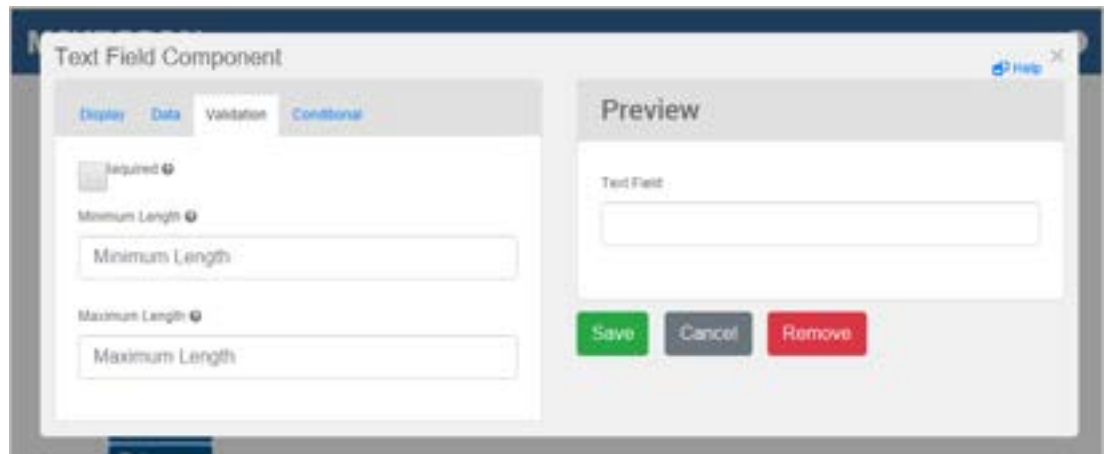 Text Field Component
Help ×
Display Data Validation Conditional
Required
Minimum Length
Minimum Length
Maximum Length
Maximum Length
Preview
Text Field
Save Cancel Remove